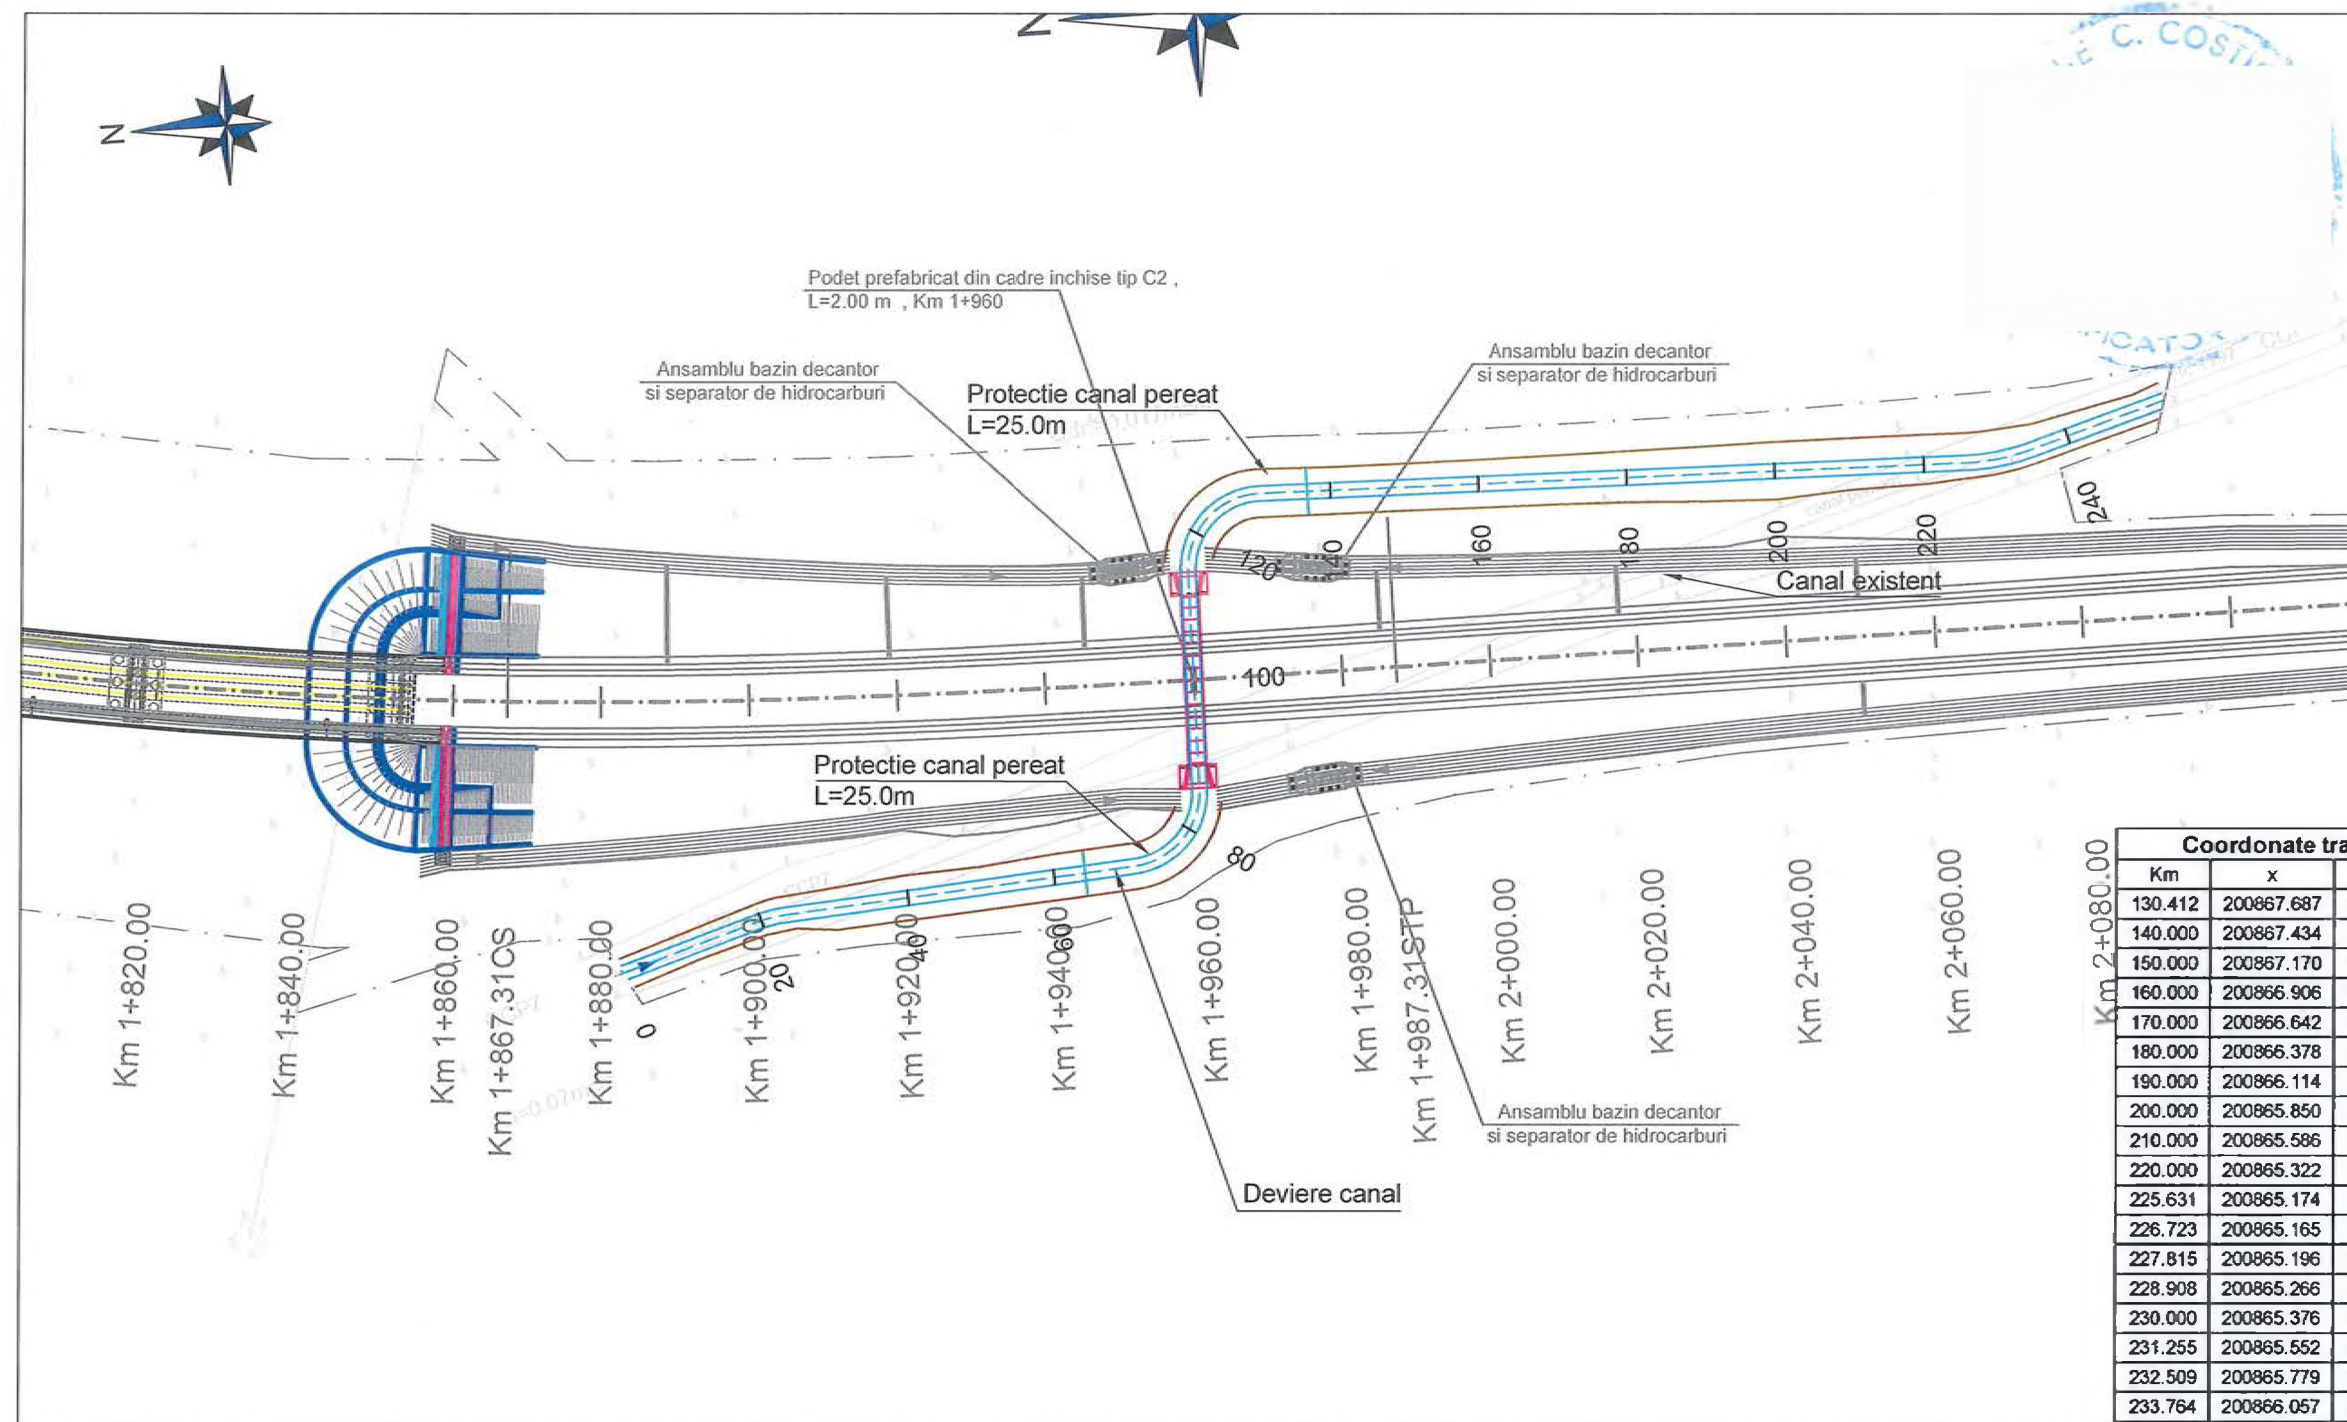 C. COSTI
N
N
Podet prefabricat din cadre inchise tip C2 ,
L=2.00 m , Km 1+960
Ansamblu bazin decantor
si separator de hidrocarburi
Ansamblu bazin decantor
si separator de hidrocarburi
Protectie canal pereat
L=25.0m
240
120
160
180
200
220
Canal existent
100
Protectie canal pereat
L=25.0m
80
0
20
40
60
Km 1+820.00
Km 1+840.00
Km 1+860.00
Km 1+867.31CS
Km 1+880.00
Km 1+900.00
Km 1+920.00
Km 1+940.00
Km 1+960.00
Km 1+980.00
Km 1+987.31STP
Km 2+000.00
Km 2+020.00
Km 2+040.00
Km 2+060.00
Km 2+080.00
Ansamblu bazin decantor
si separator de hidrocarburi
Deviere canal
Coordonate tra
Km x
130.412 200867.687
140.000 200867.434
150.000 200867.170
160.000 200866.906
170.000 200866.642
180.000 200866.378
190.000 200866.114
200.000 200865.850
210.000 200865.586
220.000 200865.322
225.631 200865.174
226.723 200865.165
227.815 200865.196
228.908 200865.266
230.000 200865.376
231.255 200865.552
232.509 200865.779
233.764 200866.057